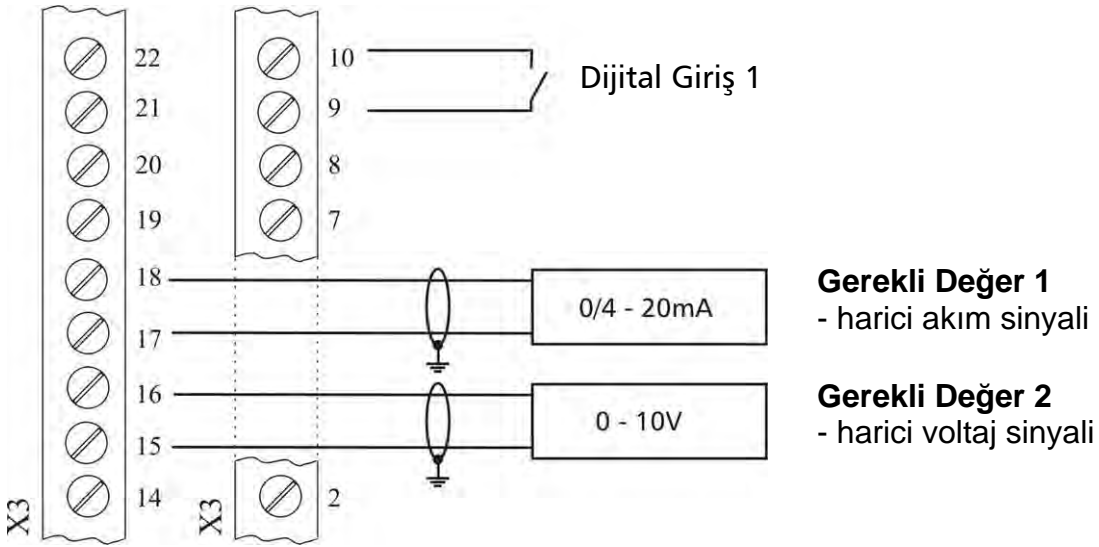 22
21
20
19
18
17
16
15
14
X3
10
9
8
7
2
X3
Dijital Giriş 1
0/4 - 20mA
Gerekli Değer 1
- harici akım sinyali
0 - 10V
Gerekli Değer 2
- harici voltaj sinyali